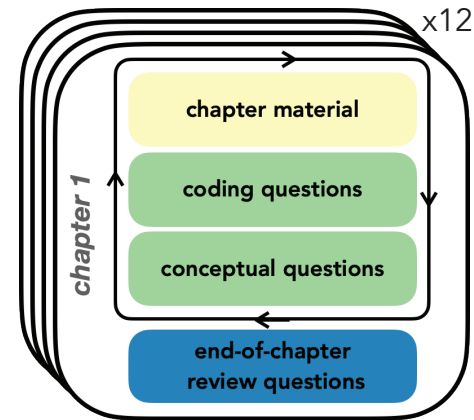 x12
chapter 1
chapter material
coding questions
conceptual questions
end-of-chapter
review questions